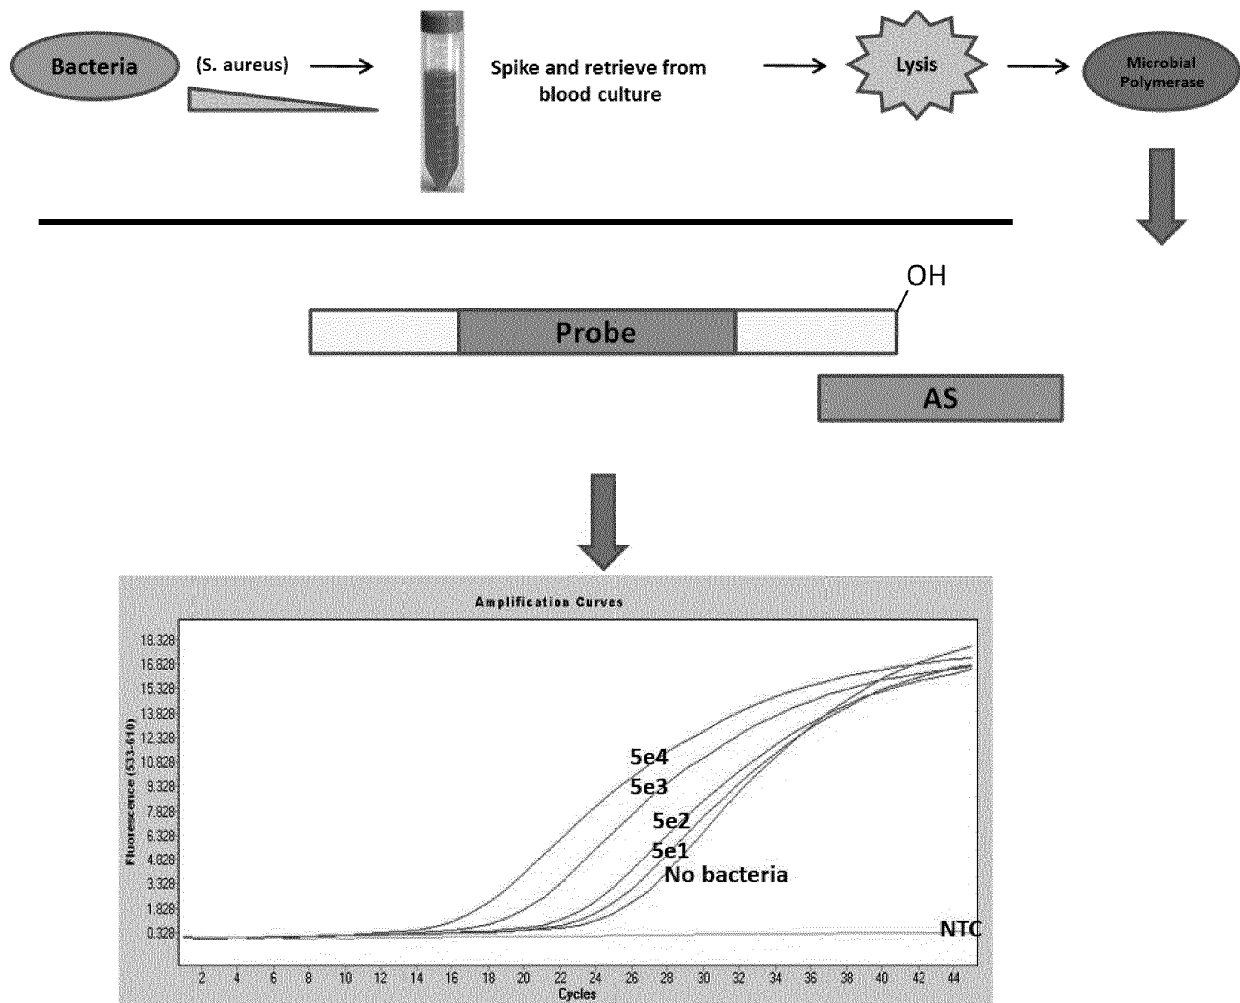 Bacteria
(S. aureus)
Spike and retrieve from
blood culture
Lysis
Microbial
Polymerase
OH
Probe
AS
Amplification Curves
Fluorescence (533-610)
18.328
16.828
15.328
13.828
12.328
10.828
9.328
7.828
6.328
4.828
3.328
1.828
0.328
5e4
5e3
5e2
5e1
No bacteria
NTC
2 4 6 8 10 12 14 16 18 20 22 24 26 28 30 32 34 36 38 40 42 44
Cycles